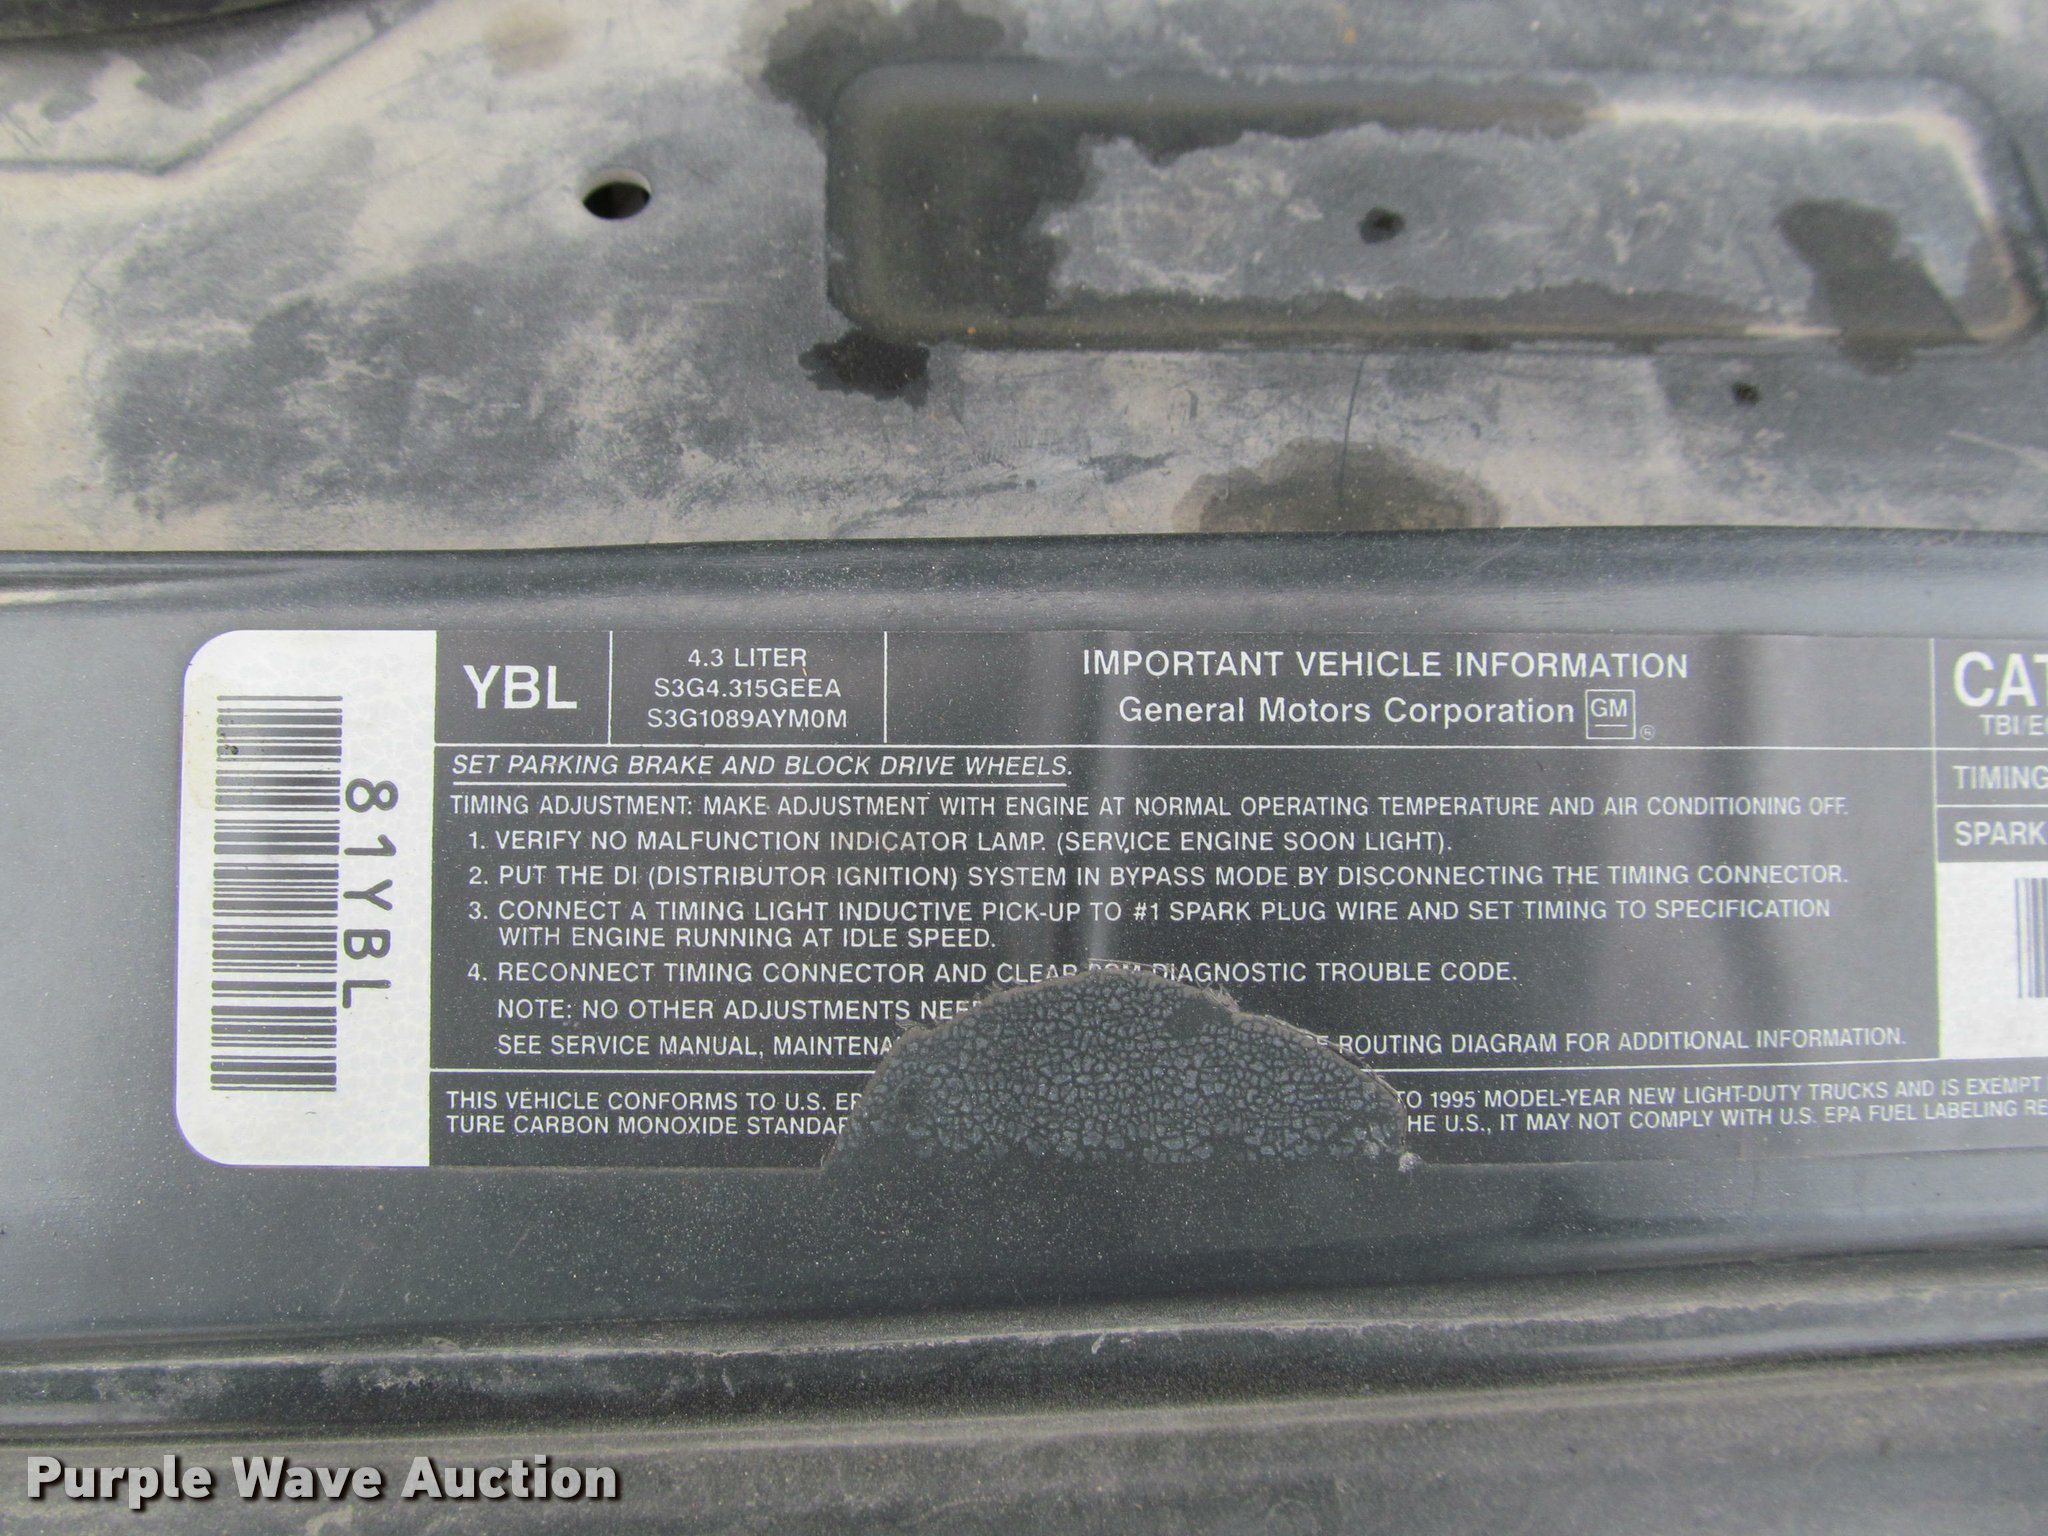 YBL
4.3 LITER
S3G4.315GEEA
S3G1089AYM0M
IMPORTANT VEHICLE INFORMATION
General Motors Corporation GM ®
CAT
TBI/E
SET PARKING BRAKE AND BLOCK DRIVE WHEELS.
TIMING ADJUSTMENT: MAKE ADJUSTMENT WITH ENGINE AT NORMAL OPERATING TEMPERATURE AND AIR CONDITIONING OFF.
1. VERIFY NO MALFUNCTION INDICATOR LAMP. (SERVICE ENGINE SOON LIGHT).
2. PUT THE DI (DISTRIBUTOR IGNITION) SYSTEM IN BYPASS MODE BY DISCONNECTING THE TIMING CONNECTOR.
3. CONNECT A TIMING LIGHT INDUCTIVE PICK-UP TO #1 SPARK PLUG WIRE AND SET TIMING TO SPECIFICATION
WITH ENGINE RUNNING AT IDLE SPEED.
4. RECONNECT TIMING CONNECTOR AND CLEAR DIAGNOSTIC TROUBLE CODE.
NOTE: NO OTHER ADJUSTMENTS NEE
SEE SERVICE MANUAL, MAINTENA ROUTING DIAGRAM FOR ADDITIONAL INFORMATION.
THIS VEHICLE CONFORMS TO U.S. EP TO 1995 MODEL-YEAR NEW LIGHT-DUTY TRUCKS AND IS EXEMPT
TURE CARBON MONOXIDE STANDAR HE U.S., IT MAY NOT COMPLY WITH U.S. EPA FUEL LABELING RE
TIMING
SPARK
81YBL
Purple Wave Auction